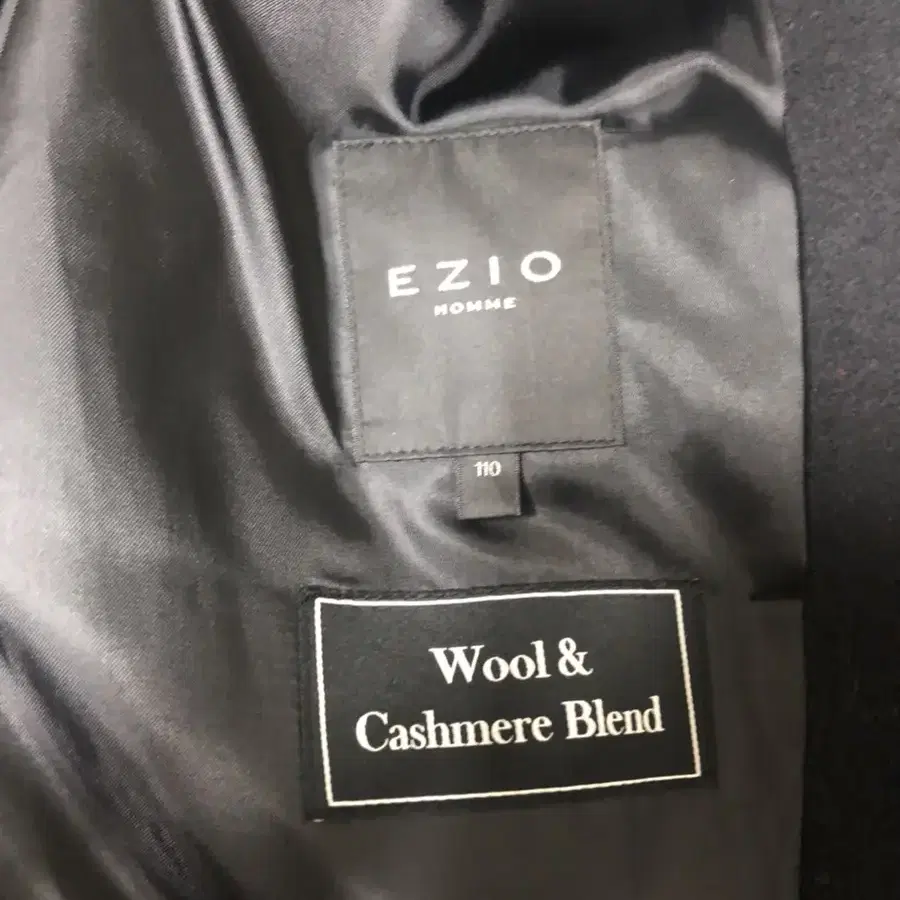 EZIO
HOMME
110
Wool &
Cashmere Blend